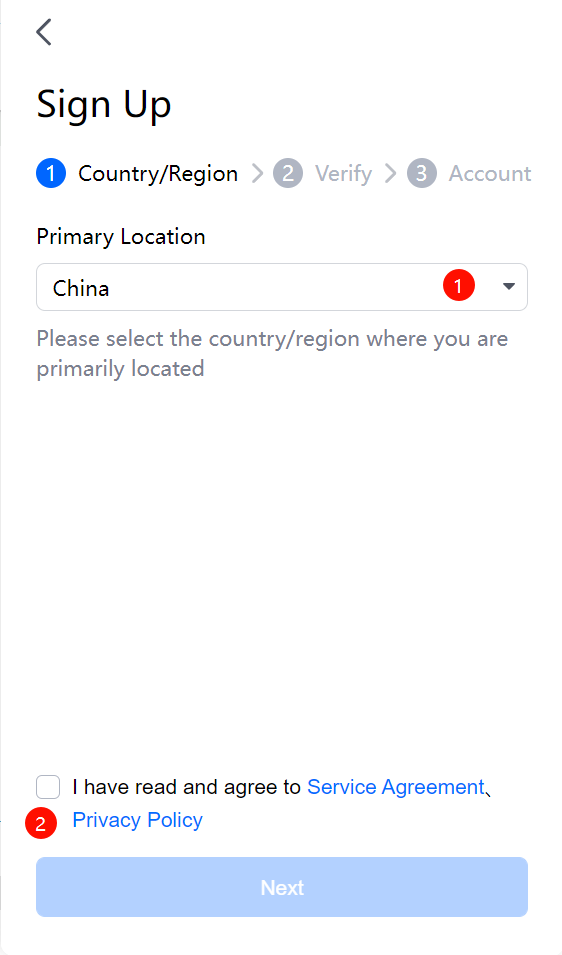 Sign Up
1 Country/Region > 2 Verify > 3 Account
Primary Location
China 1
Please select the country/region where you are
primarily located
I have read and agree to Service Agreement、
2 Privacy Policy
Next